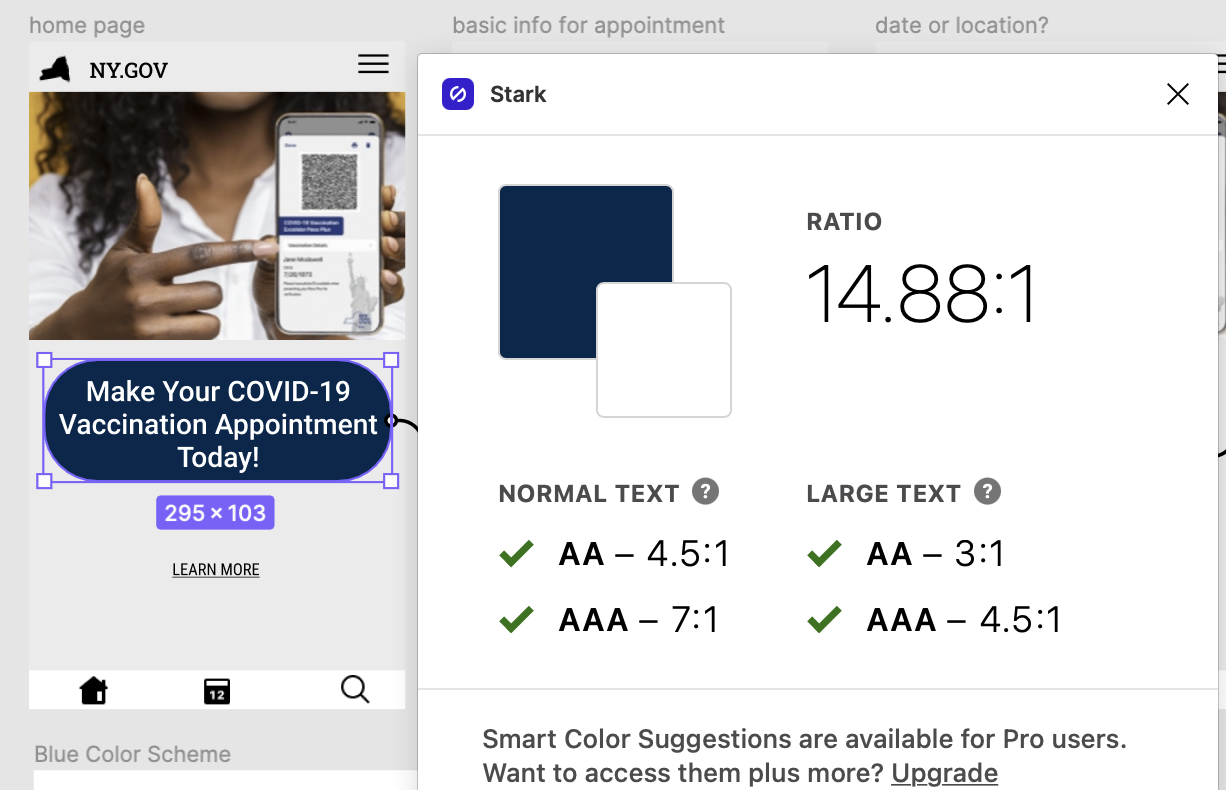 home page
basic info for appointment
date or location?
NY.GOV
Stark
COVID-19 Vaccination
Excelsior Pass Plus
Vaccination Details
RATIO
14.88:1
Make Your COVID-19
Vaccination Appointment
Today!
295 × 103
LEARN MORE
NORMAL TEXT ?
AA – 4.5:1
AAA – 7:1
LARGE TEXT ?
AA – 3:1
AAA – 4.5:1
12
Blue Color Scheme
Smart Color Suggestions are available for Pro users.
Want to access them plus more? Upgrade